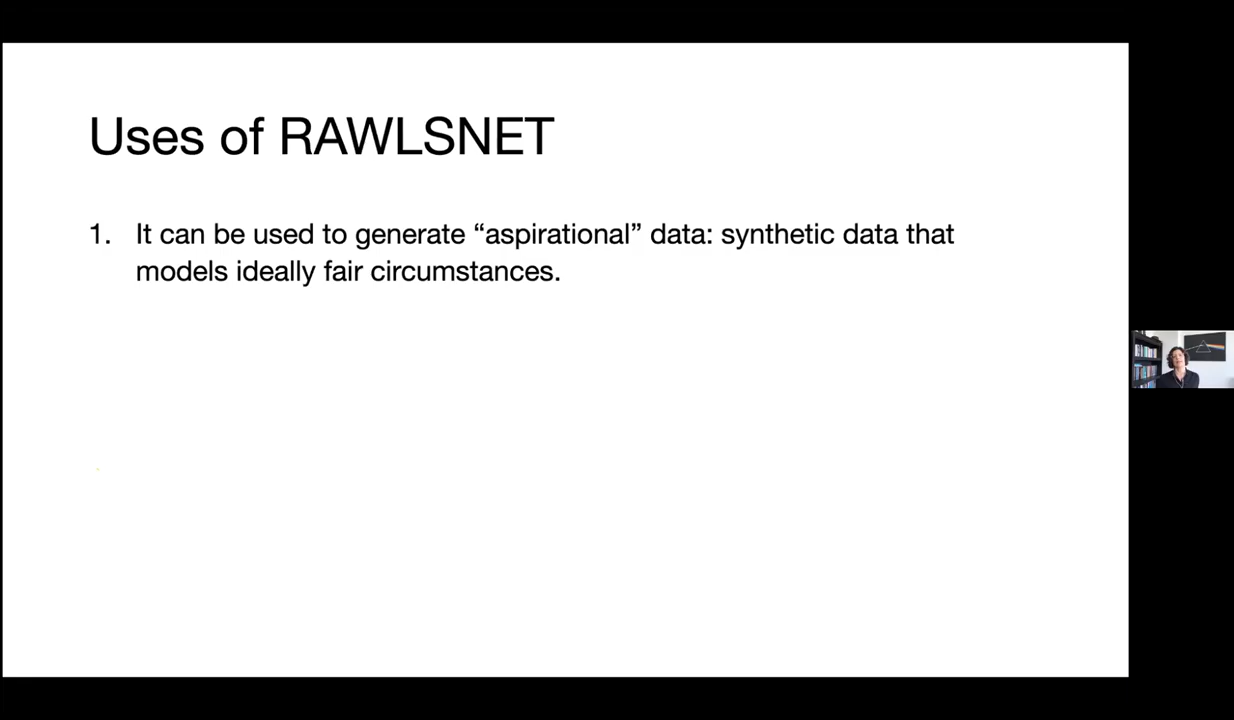 Uses of RAWLSNET
1. It can be used to generate “aspirational” data: synthetic data that
models ideally fair circumstances.